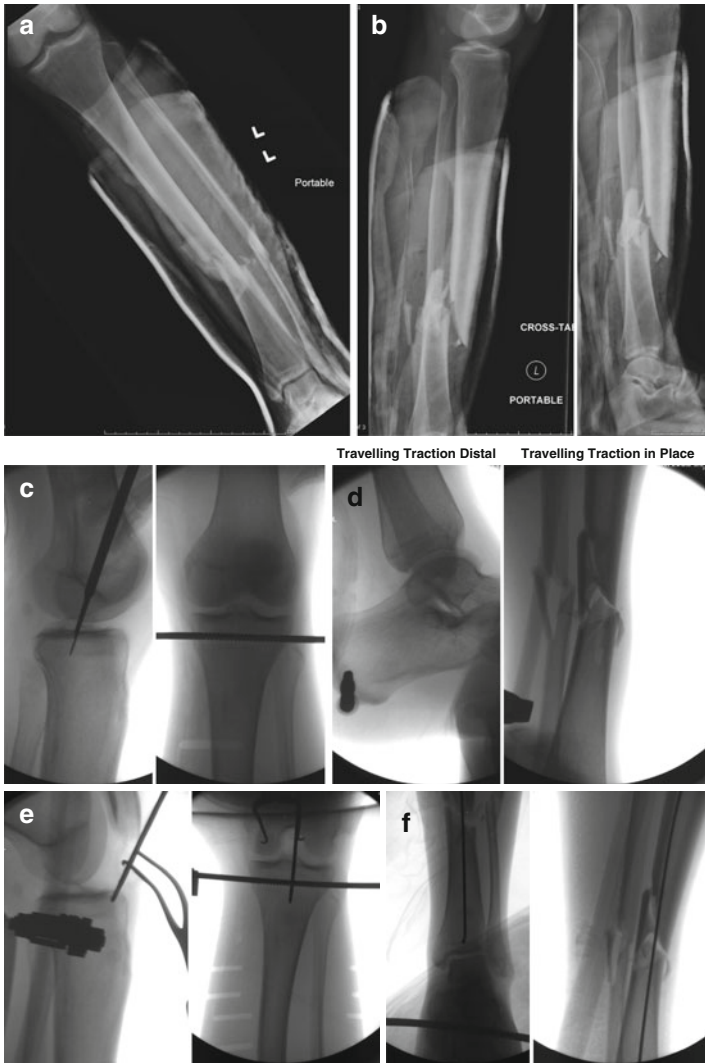 a
Portable
b
CROSS-TA
L
PORTABLE
Travelling Traction Distal
Travelling Traction in Place
c
d
e
f